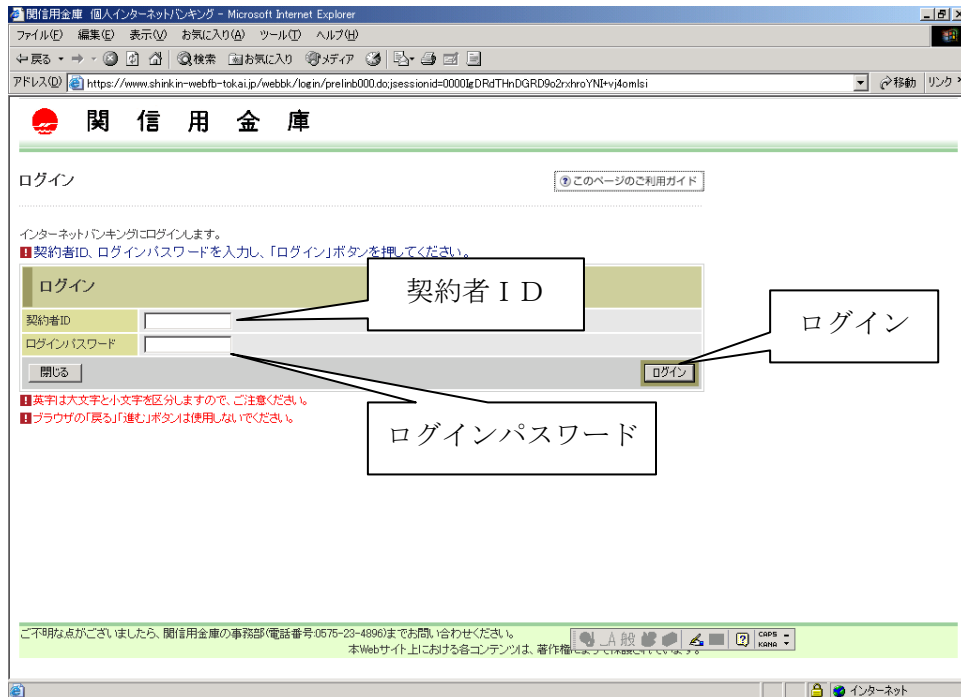 関信用金庫 個人インターネットバンキング - Microsoft Internet Explorer
ファイル(F) 編集(E) 表示(V) お気に入り(A) ツール(T) ヘルプ(H)
戻る 検索 お気に入り メディア
アドレス(D) https://www.shinkin-webfb-tokai.jp/webbk/login/prelinb000.do; 移動 リンク
関 信 用 金 庫
ログイン
このページのご利用ガイド
インターネットバンキングにログインします。
契約者ID、ログインパスワードを入力し、「ログイン」ボタンを押してください。
ログイン
契約者ID
ログインパスワード
閉じる ログイン
契約者ID
ログイン
ログインパスワード
英字は大文字と小文字を区分しますので、ご注意ください。
ブラウザの「戻る」「進む」ボタンは使用しないでください。
ご不明な点がございましたら、関信用金庫の事務部(電話番号:0575-23-4896)までお問い合わせください。
本Webサイト上における各コンテンツは、著作権
A 般 CAPS KANA
インターネット